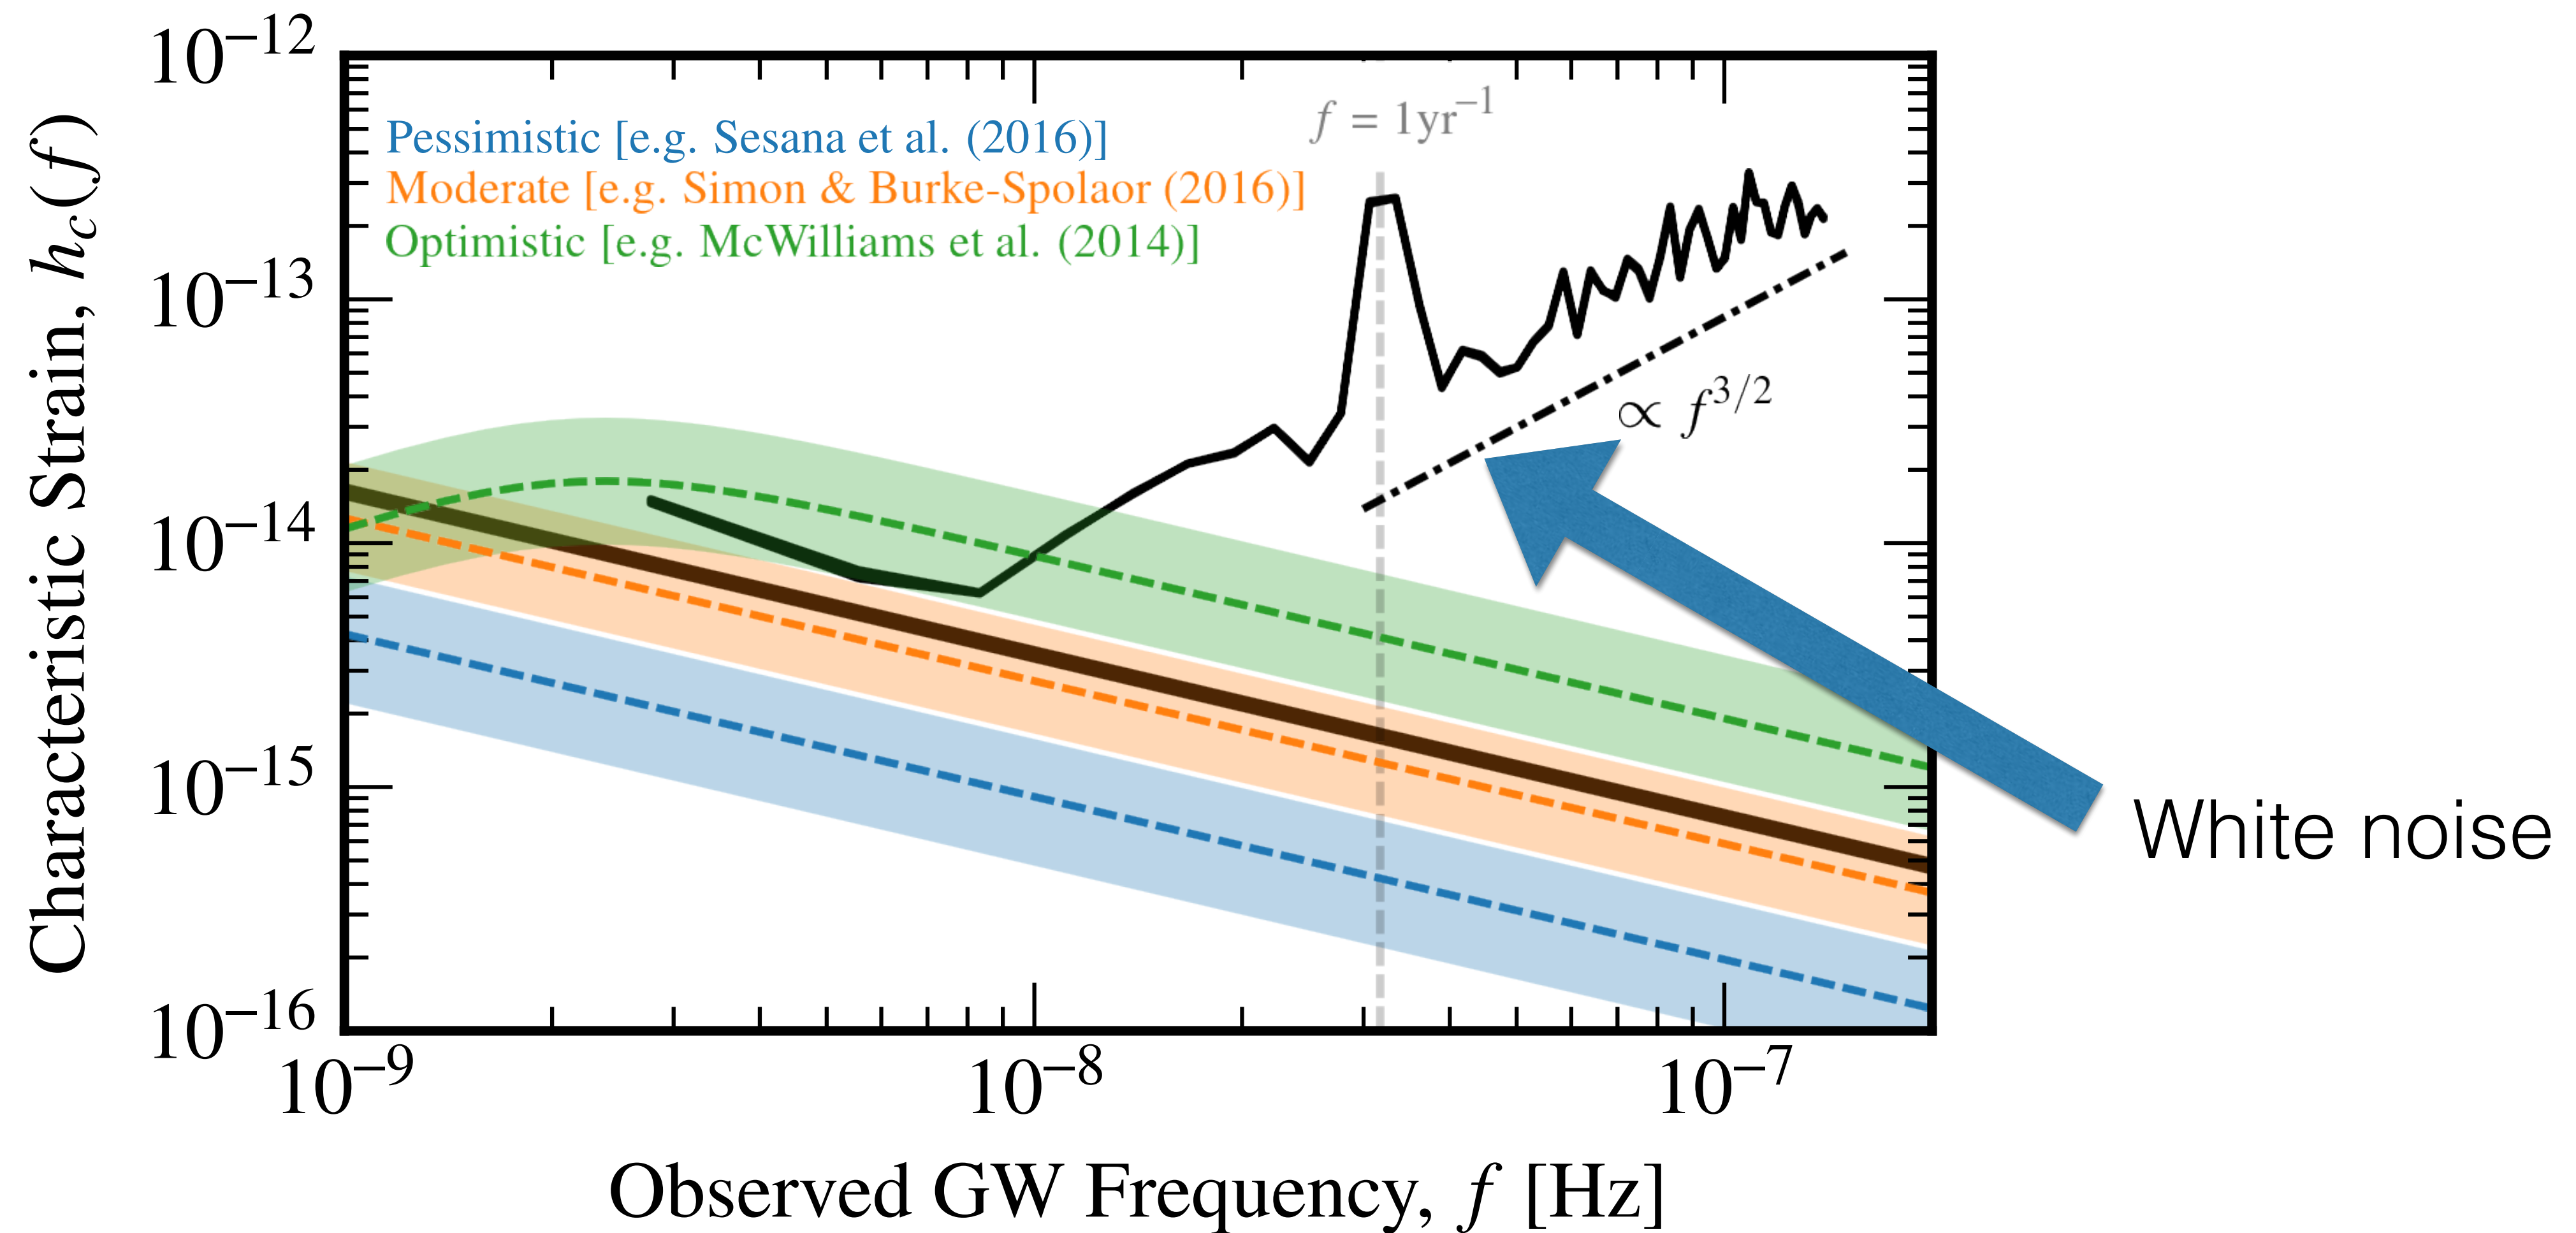 10⁻¹²
10⁻¹³
10⁻¹⁴
10⁻¹⁵
10⁻¹⁶
Characteristic Strain, h_c(f)
Pessimistic [e.g. Sesana et al. (2016)]
Moderate [e.g. Simon & Burke-Spolaor (2016)]
Optimistic [e.g. McWilliams et al. (2014)]
f = 1yr⁻¹
∝ f^{3/2}
White noise
10⁻⁹ 10⁻⁸ 10⁻⁷
Observed GW Frequency, f [Hz]